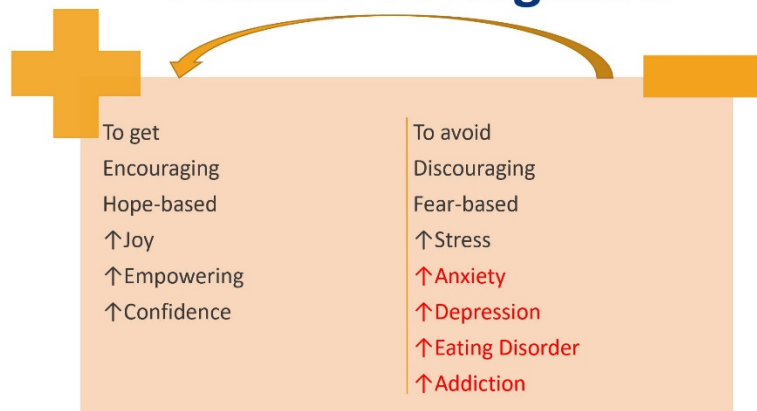 To get
Encouraging
Hope-based
↑Joy
↑Empowering
↑Confidence
To avoid
Discouraging
Fear-based
↑Stress
↑Anxiety
↑Depression
↑Eating Disorder
↑Addiction